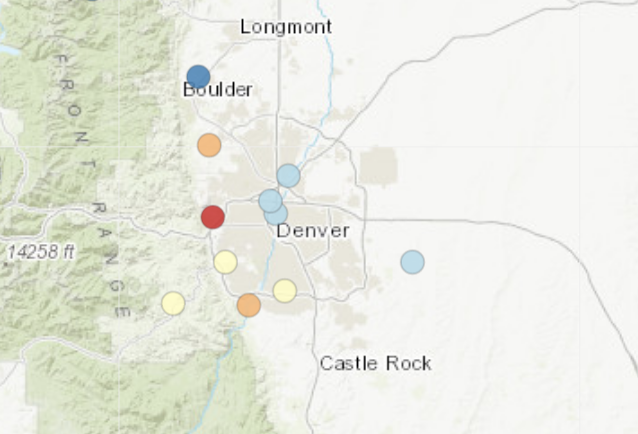 Longmont
Boulder
FRONT RANGE
Denver
14258 ft
Castle Rock